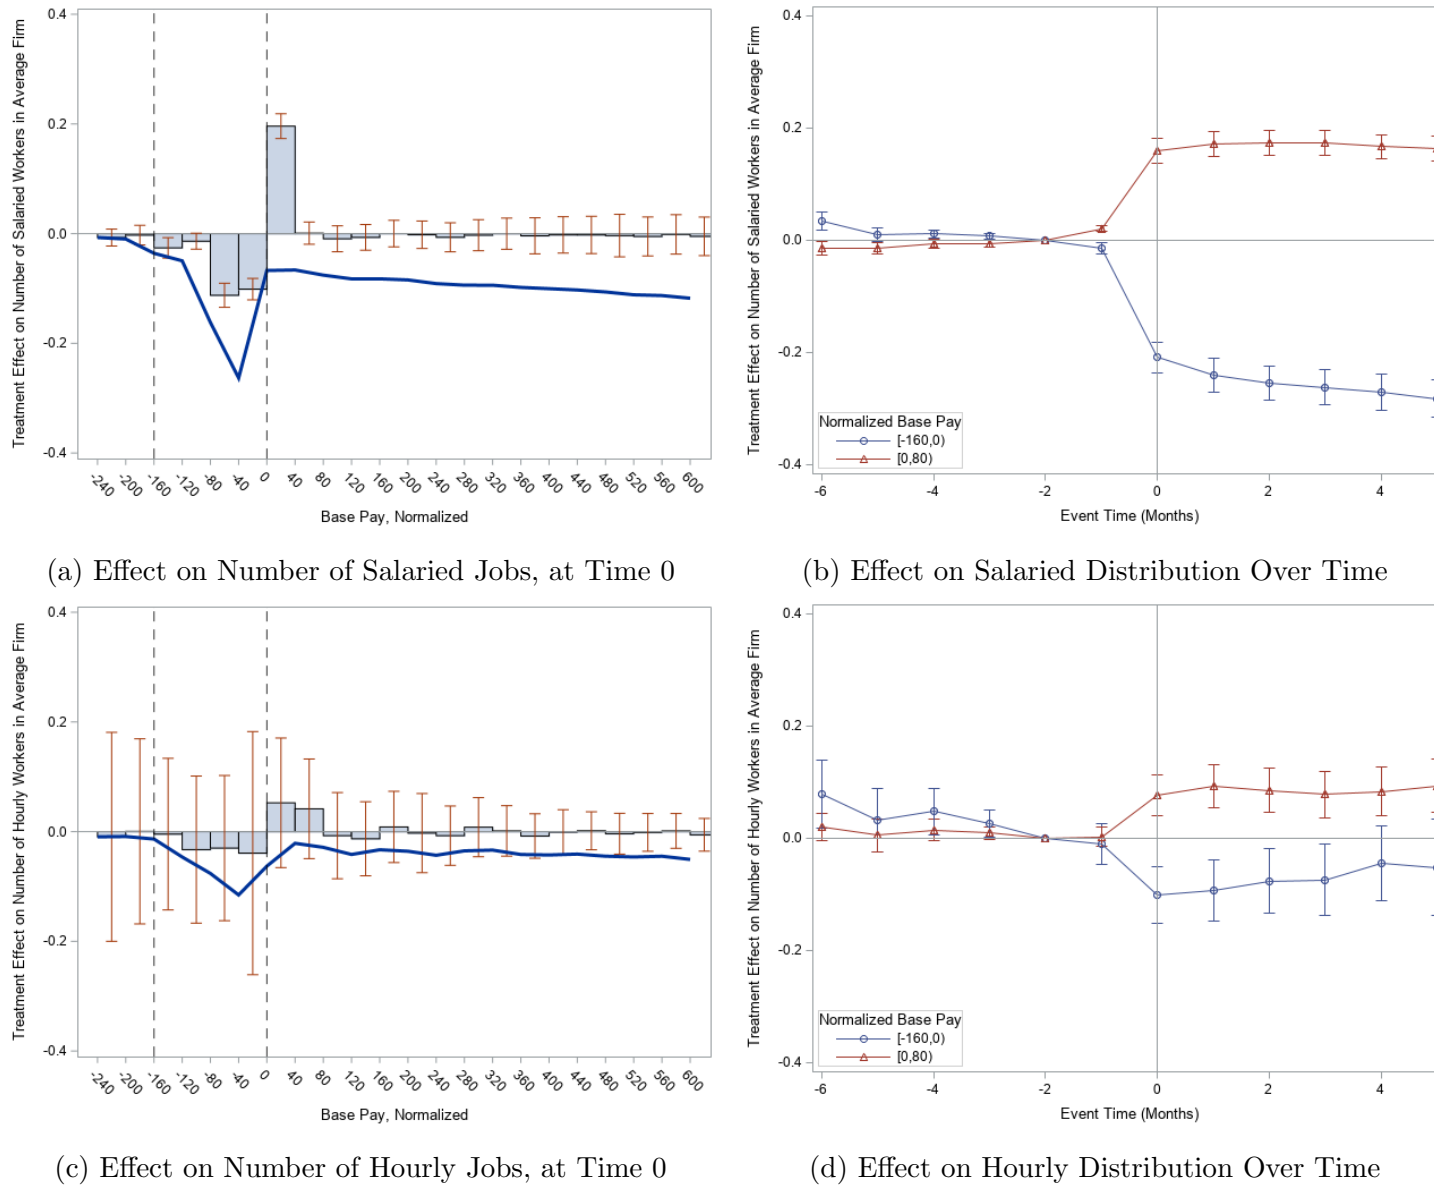 Treatment Effect on Number of Salaried Workers in Average Firm
0.4
0.2
0.0
-0.2
-0.4
-240 -200 -160 -120 -80 -40 0 40 80 120 160 200 240 280 320 360 400 440 480 520 560 600
Base Pay, Normalized
(a) Effect on Number of Salaried Jobs, at Time 0
Treatment Effect on Number of Salaried Workers in Average Firm
0.4
0.2
0.0
-0.2
-0.4
Normalized Base Pay
[-160,0)
[0,80)
-6 -4 -2 0 2 4
Event Time (Months)
(b) Effect on Salaried Distribution Over Time
Treatment Effect on Number of Hourly Workers in Average Firm
0.4
0.2
0.0
-0.2
-0.4
-240 -200 -160 -120 -80 -40 0 40 80 120 160 200 240 280 320 360 400 440 480 520 560 600
Base Pay, Normalized
(c) Effect on Number of Hourly Jobs, at Time 0
Treatment Effect on Number of Hourly Workers in Average Firm
0.4
0.2
0.0
-0.2
-0.4
Normalized Base Pay
[-160,0)
[0,80)
-6 -4 -2 0 2 4
Event Time (Months)
(d) Effect on Hourly Distribution Over Time